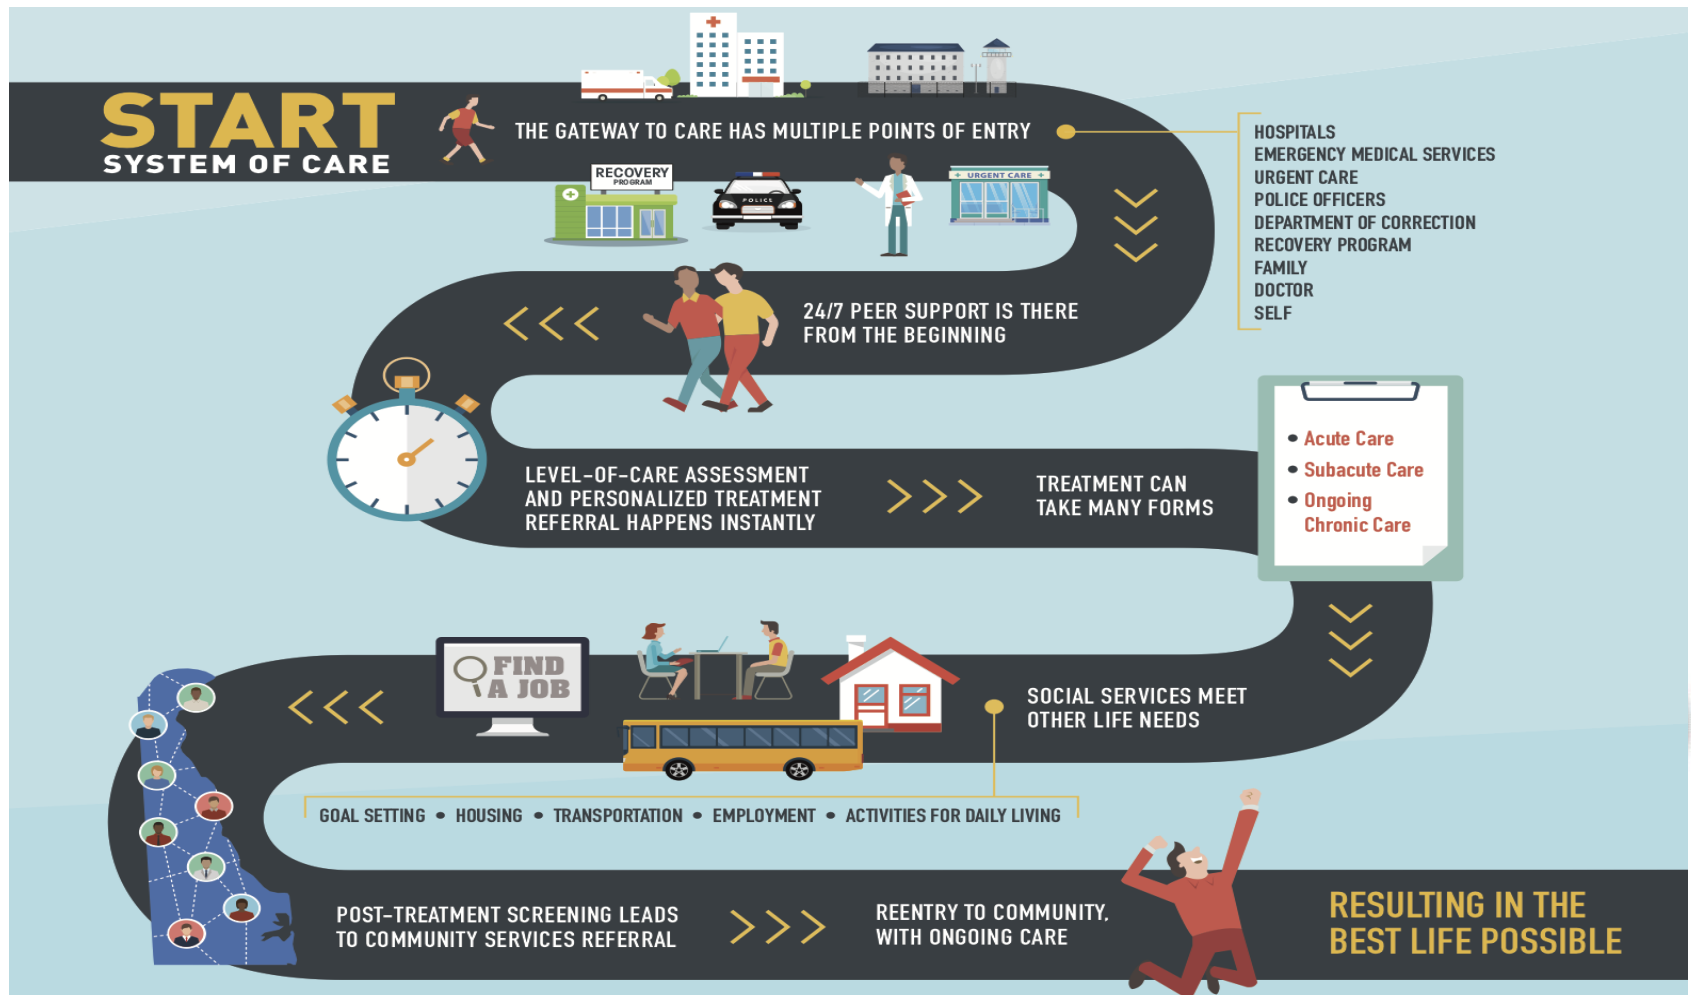 START
SYSTEM OF CARE
THE GATEWAY TO CARE HAS MULTIPLE POINTS OF ENTRY
HOSPITALS
EMERGENCY MEDICAL SERVICES
URGENT CARE
POLICE OFFICERS
DEPARTMENT OF CORRECTION
RECOVERY PROGRAM
FAMILY
DOCTOR
SELF
RECOVERY
PROGRAM
POLICE
URGENT CARE
24/7 PEER SUPPORT IS THERE
FROM THE BEGINNING
LEVEL-OF-CARE ASSESSMENT
AND PERSONALIZED TREATMENT
REFERRAL HAPPENS INSTANTLY
TREATMENT CAN
TAKE MANY FORMS
• Acute Care
• Subacute Care
• Ongoing
Chronic Care
SOCIAL SERVICES MEET
OTHER LIFE NEEDS
FIND
A JOB
GOAL SETTING • HOUSING • TRANSPORTATION • EMPLOYMENT • ACTIVITIES FOR DAILY LIVING
POST-TREATMENT SCREENING LEADS
TO COMMUNITY SERVICES REFERRAL
REENTRY TO COMMUNITY,
WITH ONGOING CARE
RESULTING IN THE
BEST LIFE POSSIBLE